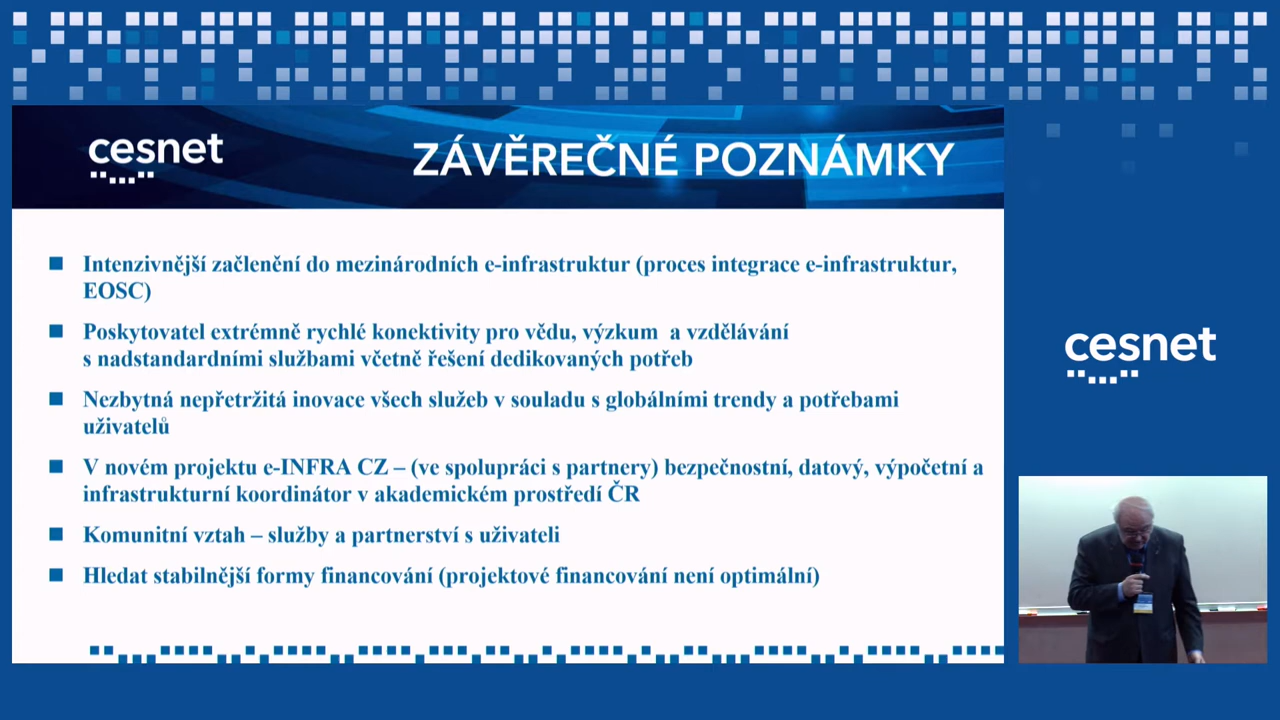 cesnet
ZÁVĚREČNÉ POZNÁMKY
Intenzivnější začlenění do mezinárodních e-infrastruktur (proces integrace e-infrastruktur,
EOSC)
Poskytovatel extrémně rychlé konektivity pro vědu, výzkum a vzdělávání
s nadstandardními službami včetně řešení dedikovaných potřeb
Nezbytná nepřetržitá inovace všech služeb v souladu s globálními trendy a potřebami
uživatelů
V novém projektu e-INFRA CZ – (ve spolupráci s partnery) bezpečnostní, datový, výpočetní a
infrastrukturní koordinátor v akademickém prostředí ČR
Komunitní vztah – služby a partnerství s uživateli
Hledat stabilnější formy financování (projektové financování není optimální)
cesnet